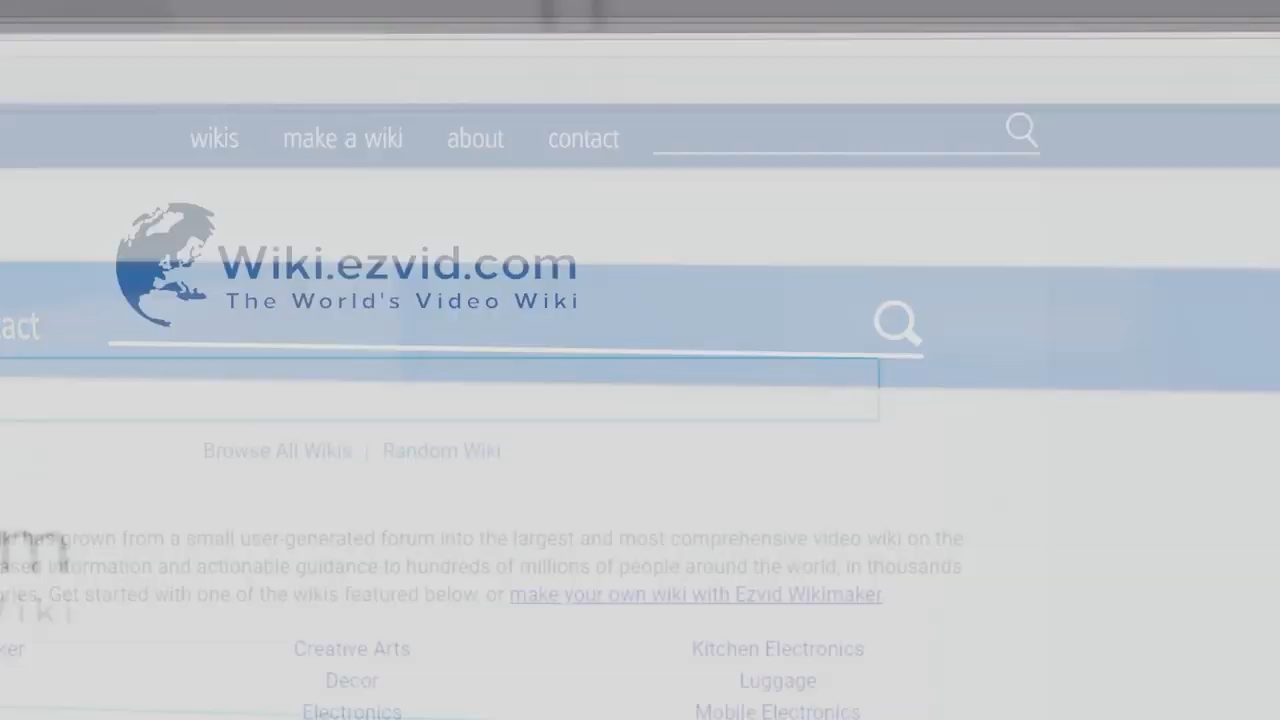 wikis make a wiki about contact
Wiki.ezvid.com
The World's Video Wiki
Browse All Wikis | Random Wiki
has grown from a small user-generated forum into the largest and most comprehensive video wiki on the
information and actionable guidance to hundreds of millions of people around the world, in thousands
Get started with one of the wikis featured below, or make your own wiki with Ezvid Wikimaker
Creative Arts Kitchen Electronics
Decor Luggage
Electronics Mobile Electronics